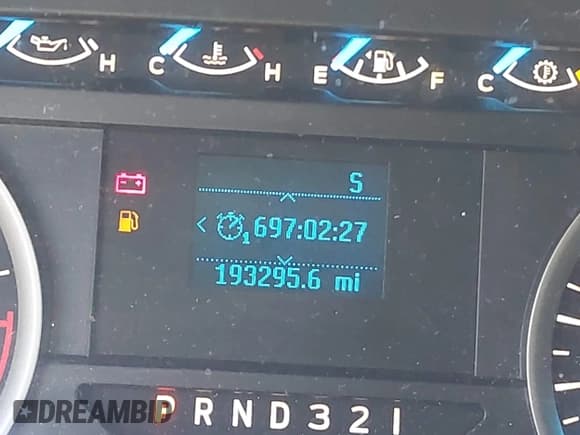 H C H E F C
S
< 1 697:02:27
193295.6 mi
P R N D 3 2 1
DREAMBID